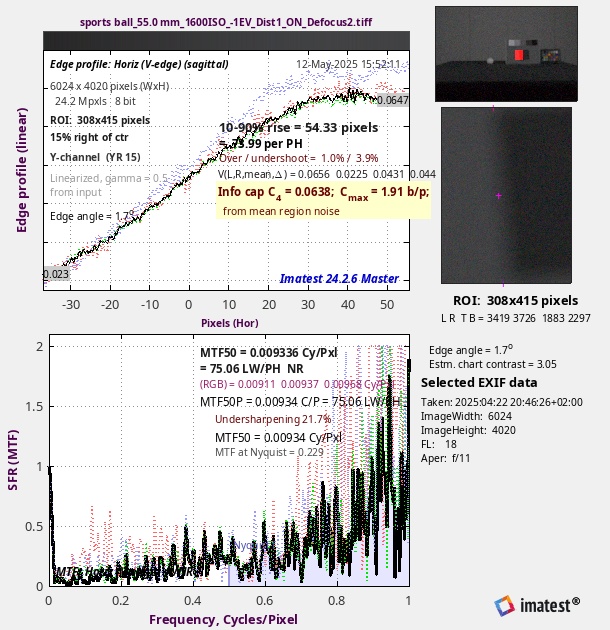 sports ball_55.0 mm_1600ISO_-1EV_Dist1_ON_Defocus2.tiff
Edge profile: Horiz (V-edge) (sagittal)
12-May-2025 15:52:11
6024 x 4020 pixels (WxH)
24.2 Mpxls 8 bit
ROI: 308x415 pixels
15% right of ctr
Y-channel (YR 15)
Linearized, gamma = 0.5
from input
Edge angle = 1.7°
0.0647
10-90% rise = 54.33 pixels
= 73.99 per PH
Over / undershoot = 1.0% / 3.9%
V(L,R,mean,Δ) = 0.0656 0.0225 0.0431 0.044
Info cap C4 = 0.0638; Cmax = 1.91 b/p;
from mean region noise
0.023
Imatest 24.2.6 Master
Edge profile (linear)
-30 -20 -10 0 10 20 30 40 50
Pixels (Hor)
ROI: 308x415 pixels
L R T B = 3419 3726 1883 2297
Edge angle = 1.7°
Estm. chart contrast = 3.05
Selected EXIF data
Taken: 2025:04:22 20:46:26+02:00
ImageWidth: 6024
ImageHeight: 4020
FL: 18
Aper: f/11
MTF50 = 0.009336 Cy/Pxl
= 75.06 LW/PH NR
(RGB) = 0.00911 0.00937 0.00968 Cy/Pxl
MTF50P = 0.00934 C/P = 75.06 LW/PH
Undersharpening 21.7%
MTF50 = 0.00934 Cy/Pxl
MTF at Nyquist = 0.229
SFR (MTF)
2
1.5
1
0.5
0
Nyquist
0 0.2 0.4 0.6 0.8 1
Frequency, Cycles/Pixel
imatest®